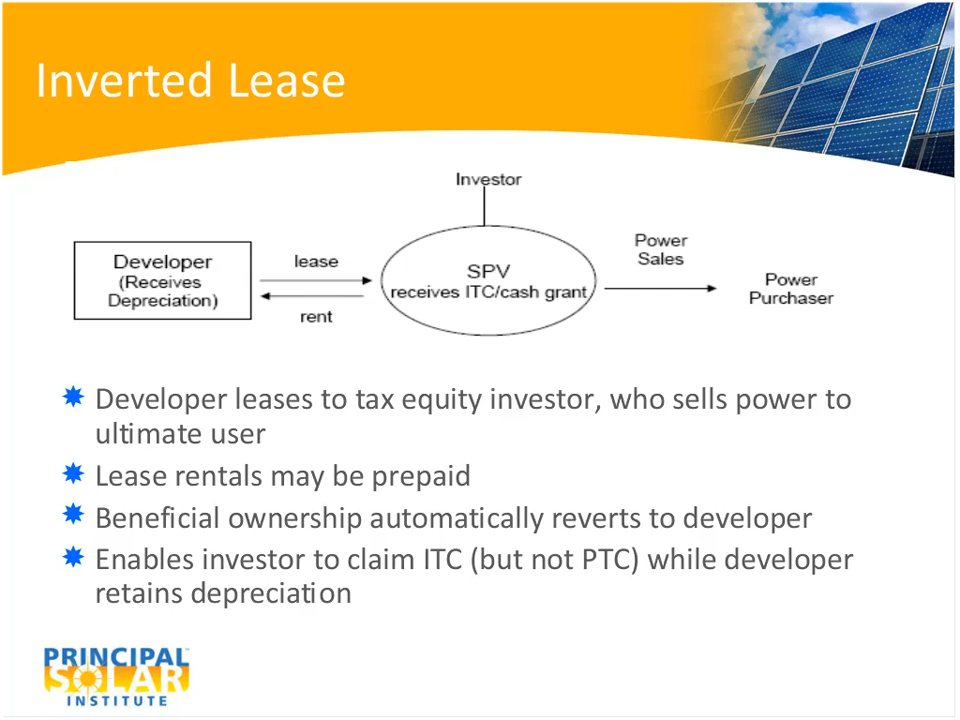 Inverted Lease
Investor
Developer
(Receives
Depreciation)
lease
rent
SPV
receives ITC/cash grant
Power
Sales
Power
Purchaser
Developer leases to tax equity investor, who sells power to
ultimate user
Lease rentals may be prepaid
Beneficial ownership automatically reverts to developer
Enables investor to claim ITC (but not PTC) while developer
retains depreciation
PRINCIPAL
SOLAR
INSTITUTE